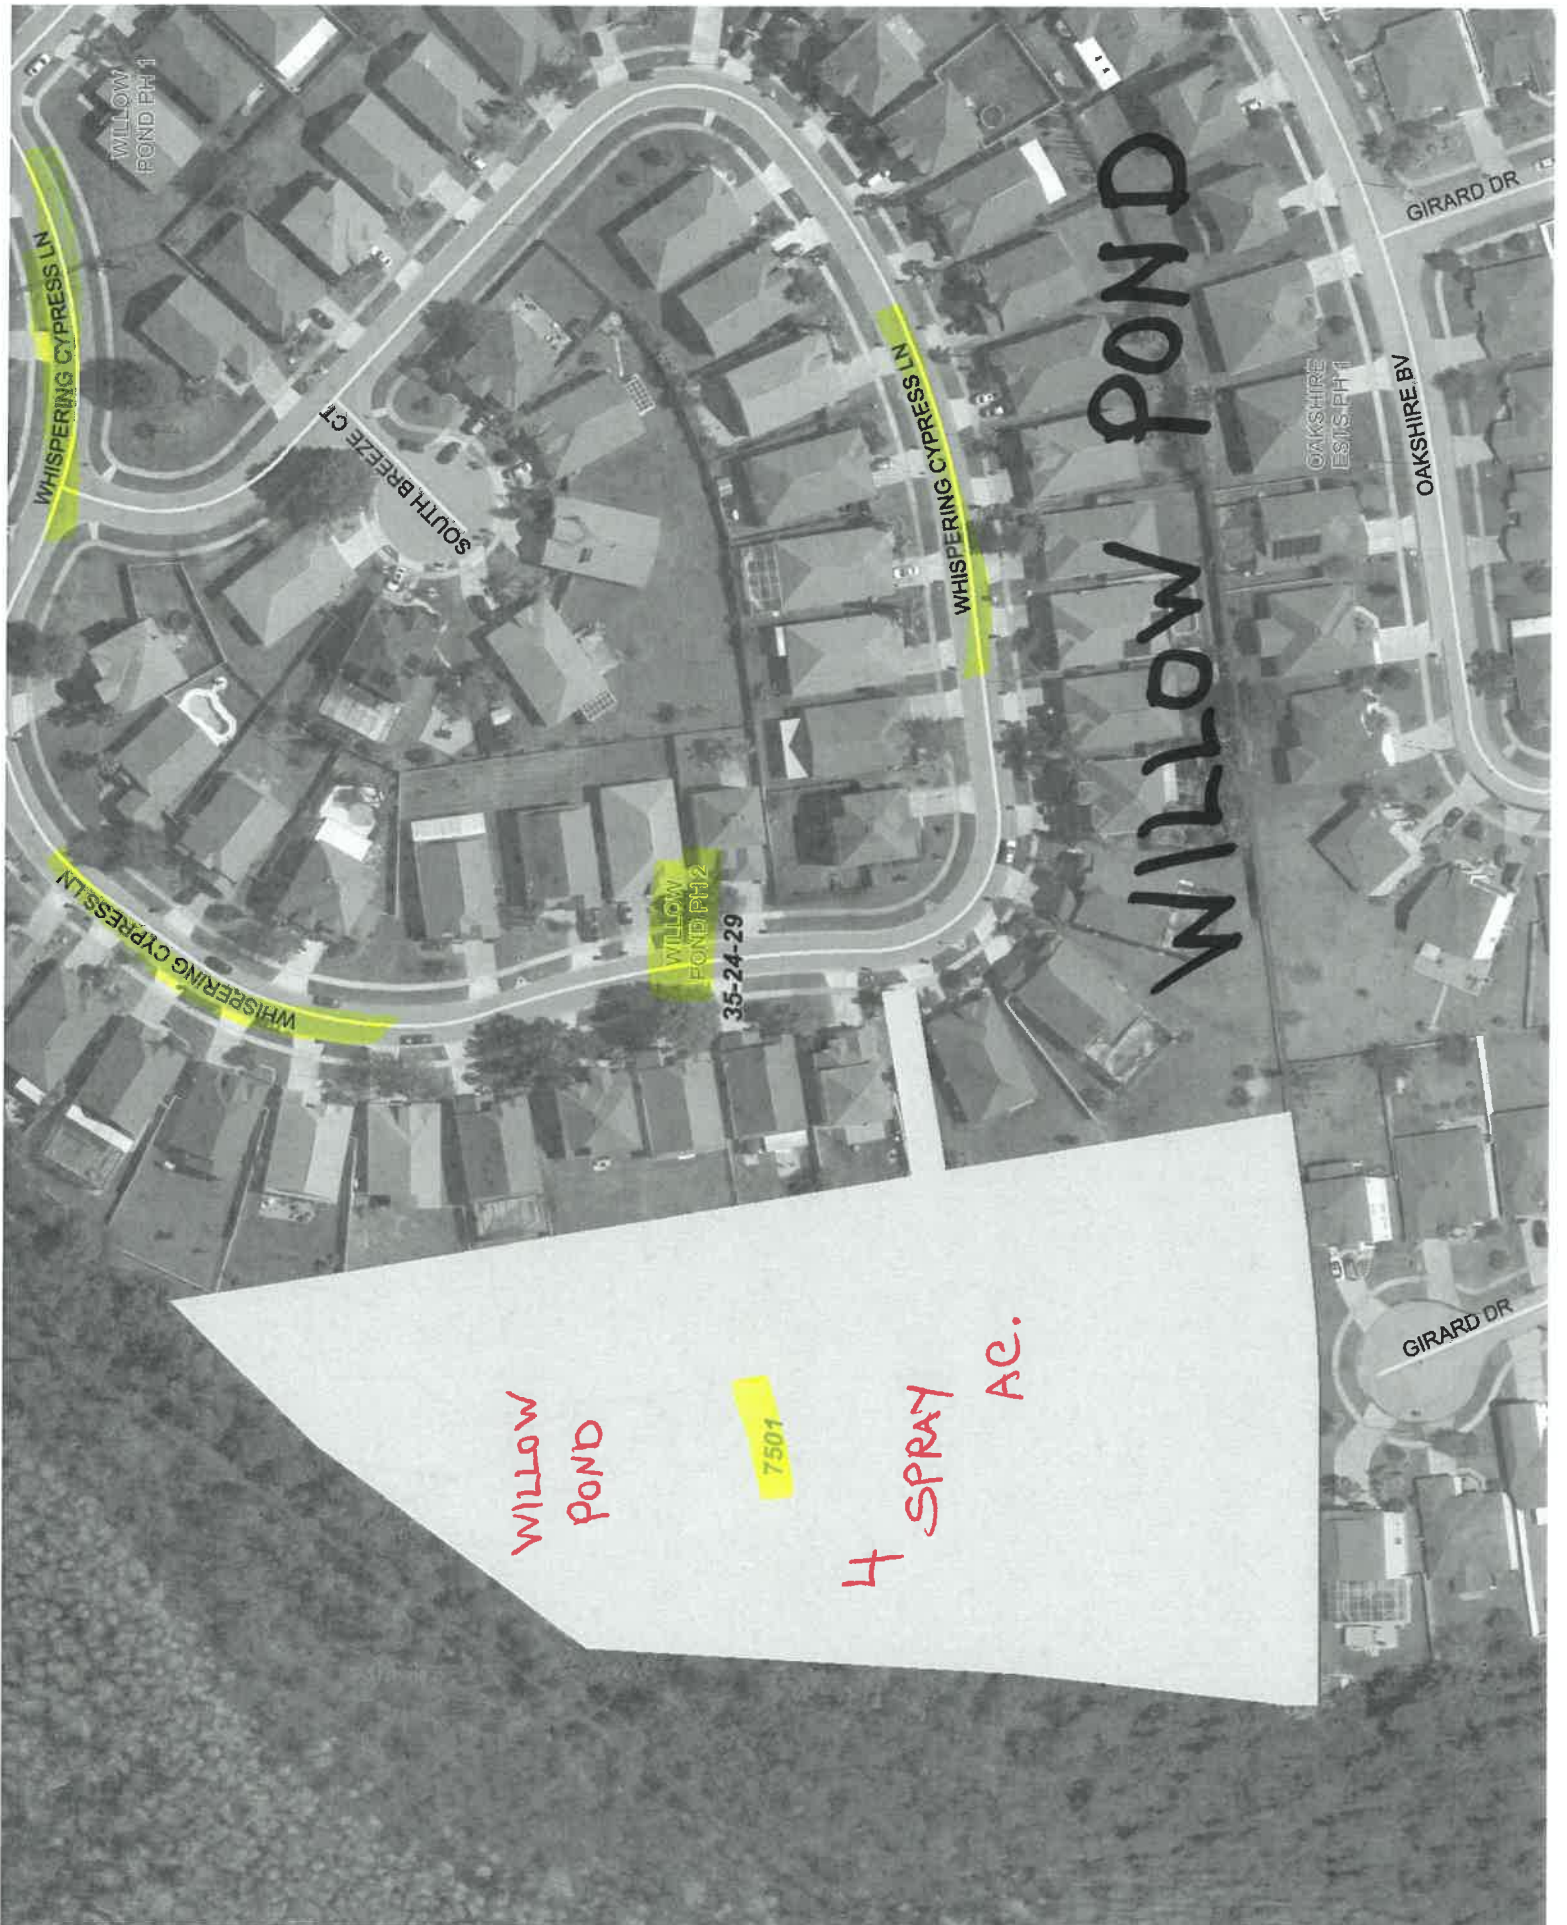 WILLOW
POND PH 1
WHISPERING CYPRESS LN
SOUTH BREEZE CT
WHISPERING CYPRESS LN
WHISPERING CYPRESS LN
WILLOW
POND PH 2
35-24-29
WILLOW POND
OAKSHIRE
ESTS PH 1
OAKSHIRE BV
GIRARD DR
GIRARD DR
WILLOW
POND
7501
4 SPRAY
AC.